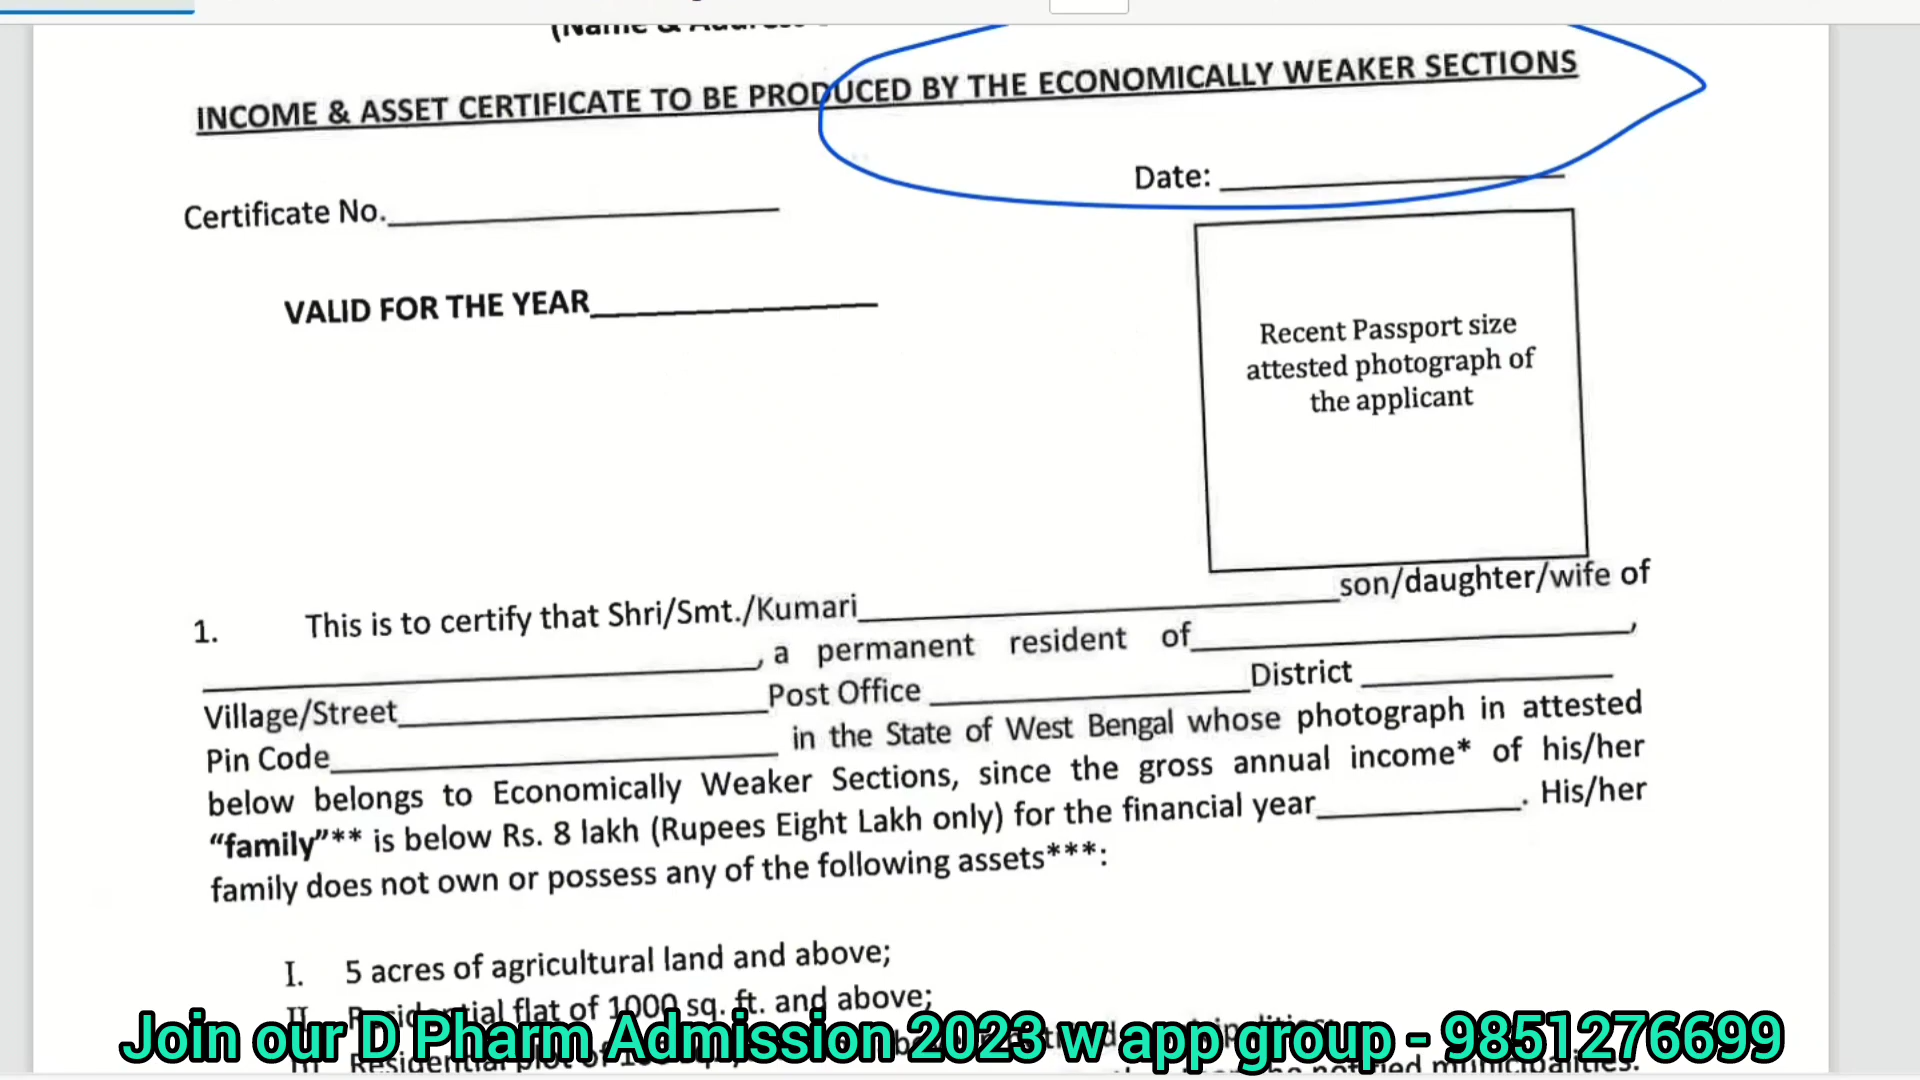 (Name &
INCOME & ASSET CERTIFICATE TO BE PRODUCED BY THE ECONOMICALLY WEAKER SECTIONS
Date:
Certificate No.
VALID FOR THE YEAR
Recent Passport size
attested photograph of
the applicant
1. This is to certify that Shri/Smt./Kumari son/daughter/wife of
, a permanent resident of ,
Village/Street Post Office District
Pin Code in the State of West Bengal whose photograph in attested
below belongs to Economically Weaker Sections, since the gross annual income* of his/her
“family”** is below Rs. 8 lakh (Rupees Eight Lakh only) for the financial year . His/her
family does not own or possess any of the following assets***:
I. 5 acres of agricultural land and above;
II. Residential flat of 1000 sq. ft. and above;
Residential plot of
municipalities.
Join our D Pharm Admission 2023 w app group - 9851276699